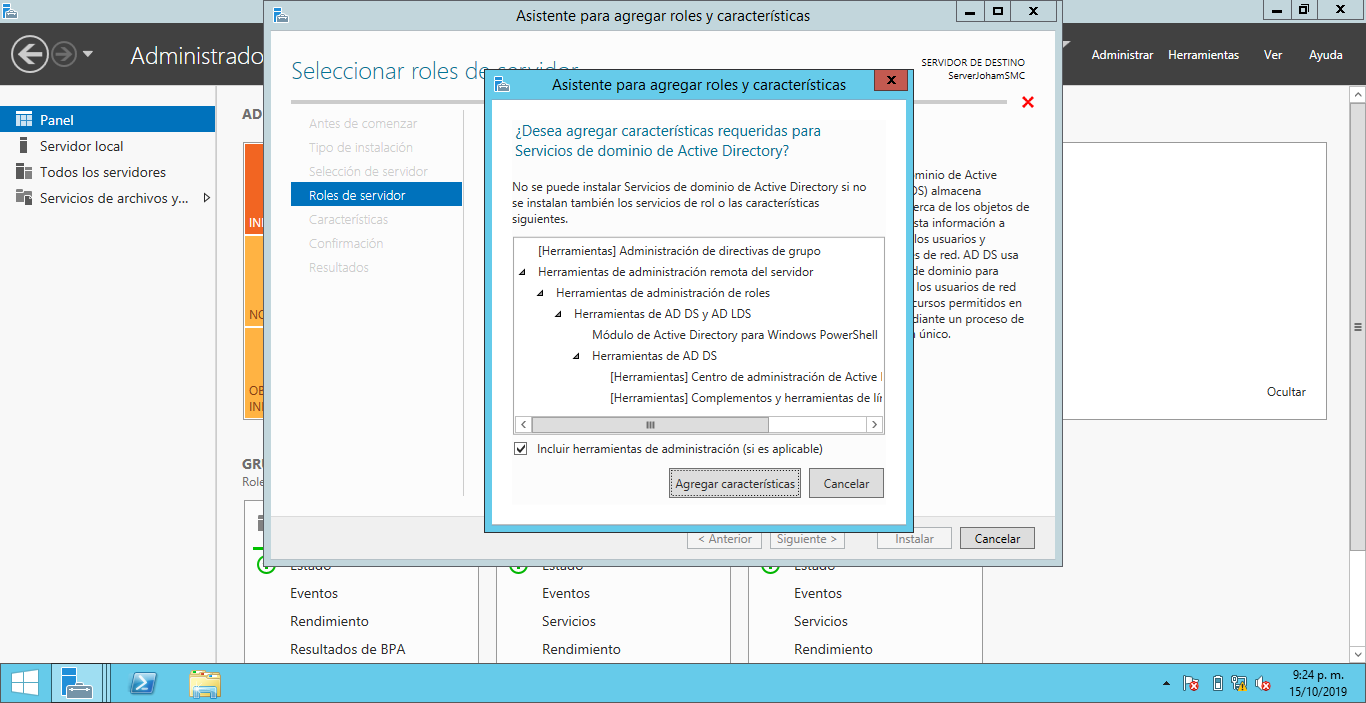 Asistente para agregar roles y características
Administrado
Administrar
Herramientas
Ver
Ayuda
Seleccionar roles de servidor
SERVIDOR DE DESTINO
ServerJohamSMC
Panel
Servidor local
Todos los servidores
Servicios de archivos y...
Antes de comenzar
Tipo de instalación
Selección de servidor
Roles de servidor
Características
Confirmación
Resultados
Asistente para agregar roles y características
¿Desea agregar características requeridas para
Servicios de dominio de Active Directory?
No se puede instalar Servicios de dominio de Active Directory si no
se instalan también los servicios de rol o las características
siguientes.
[Herramientas] Administración de directivas de grupo
Herramientas de administración remota del servidor
Herramientas de administración de roles
Herramientas de AD DS y AD LDS
Módulo de Active Directory para Windows PowerShell
Herramientas de AD DS
[Herramientas] Centro de administración de Active
[Herramientas] Complementos y herramientas de
Incluir herramientas de administración (si es aplicable)
Agregar características
Cancelar
minio de Active
DS) almacena
erca de los objetos de
sta información a
los usuarios y
s de red. AD DS usa
de dominio para
los usuarios de red
cursos permitidos en
diante un proceso de
único.
Ocultar
< Anterior
Siguiente >
Instalar
Cancelar
AD
INI
NO
OB
INI
GRU
Role
Estado
Eventos
Rendimiento
Resultados de BPA
Estado
Eventos
Servicios
Rendimiento
Estado
Eventos
Servicios
Rendimiento
9:24 p. m.
15/10/2019